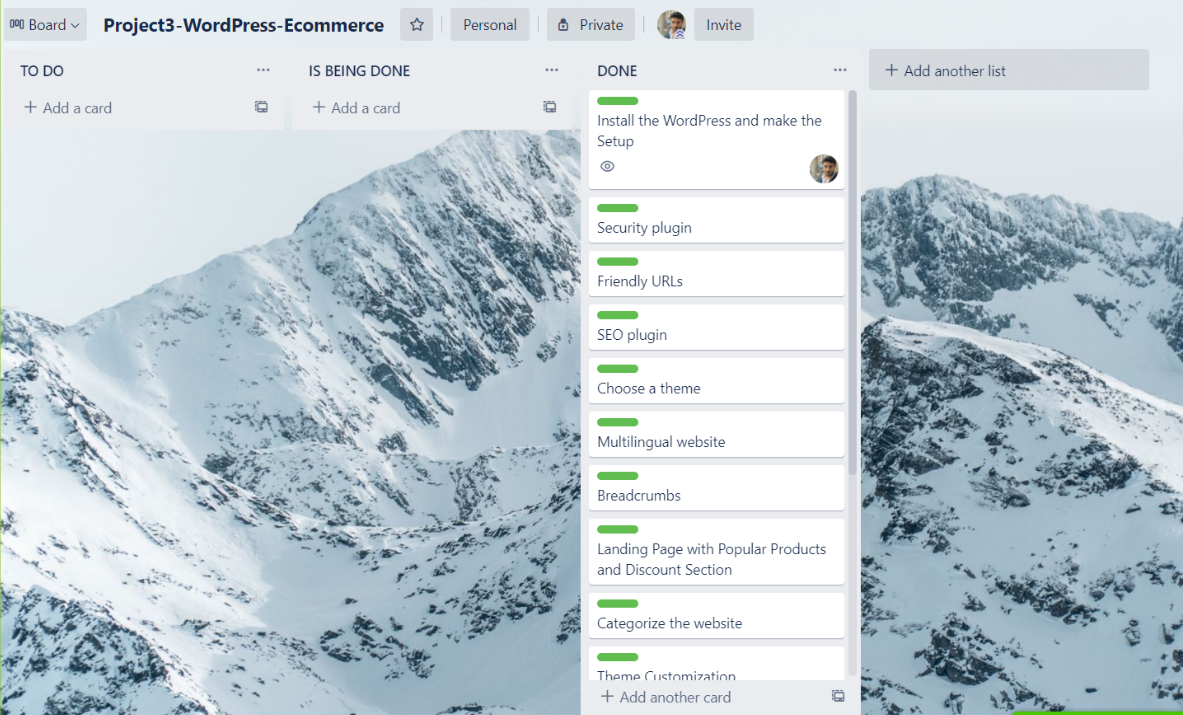 Board
Project3-WordPress-Ecommerce
Personal
Private
Invite
TO DO
Add a card
IS BEING DONE
Add a card
DONE
Install the WordPress and make the
Setup
Security plugin
Friendly URLs
SEO plugin
Choose a theme
Multilingual website
Breadcrumbs
Landing Page with Popular Products
and Discount Section
Categorize the website
Theme Customization
Add another card
Add another list